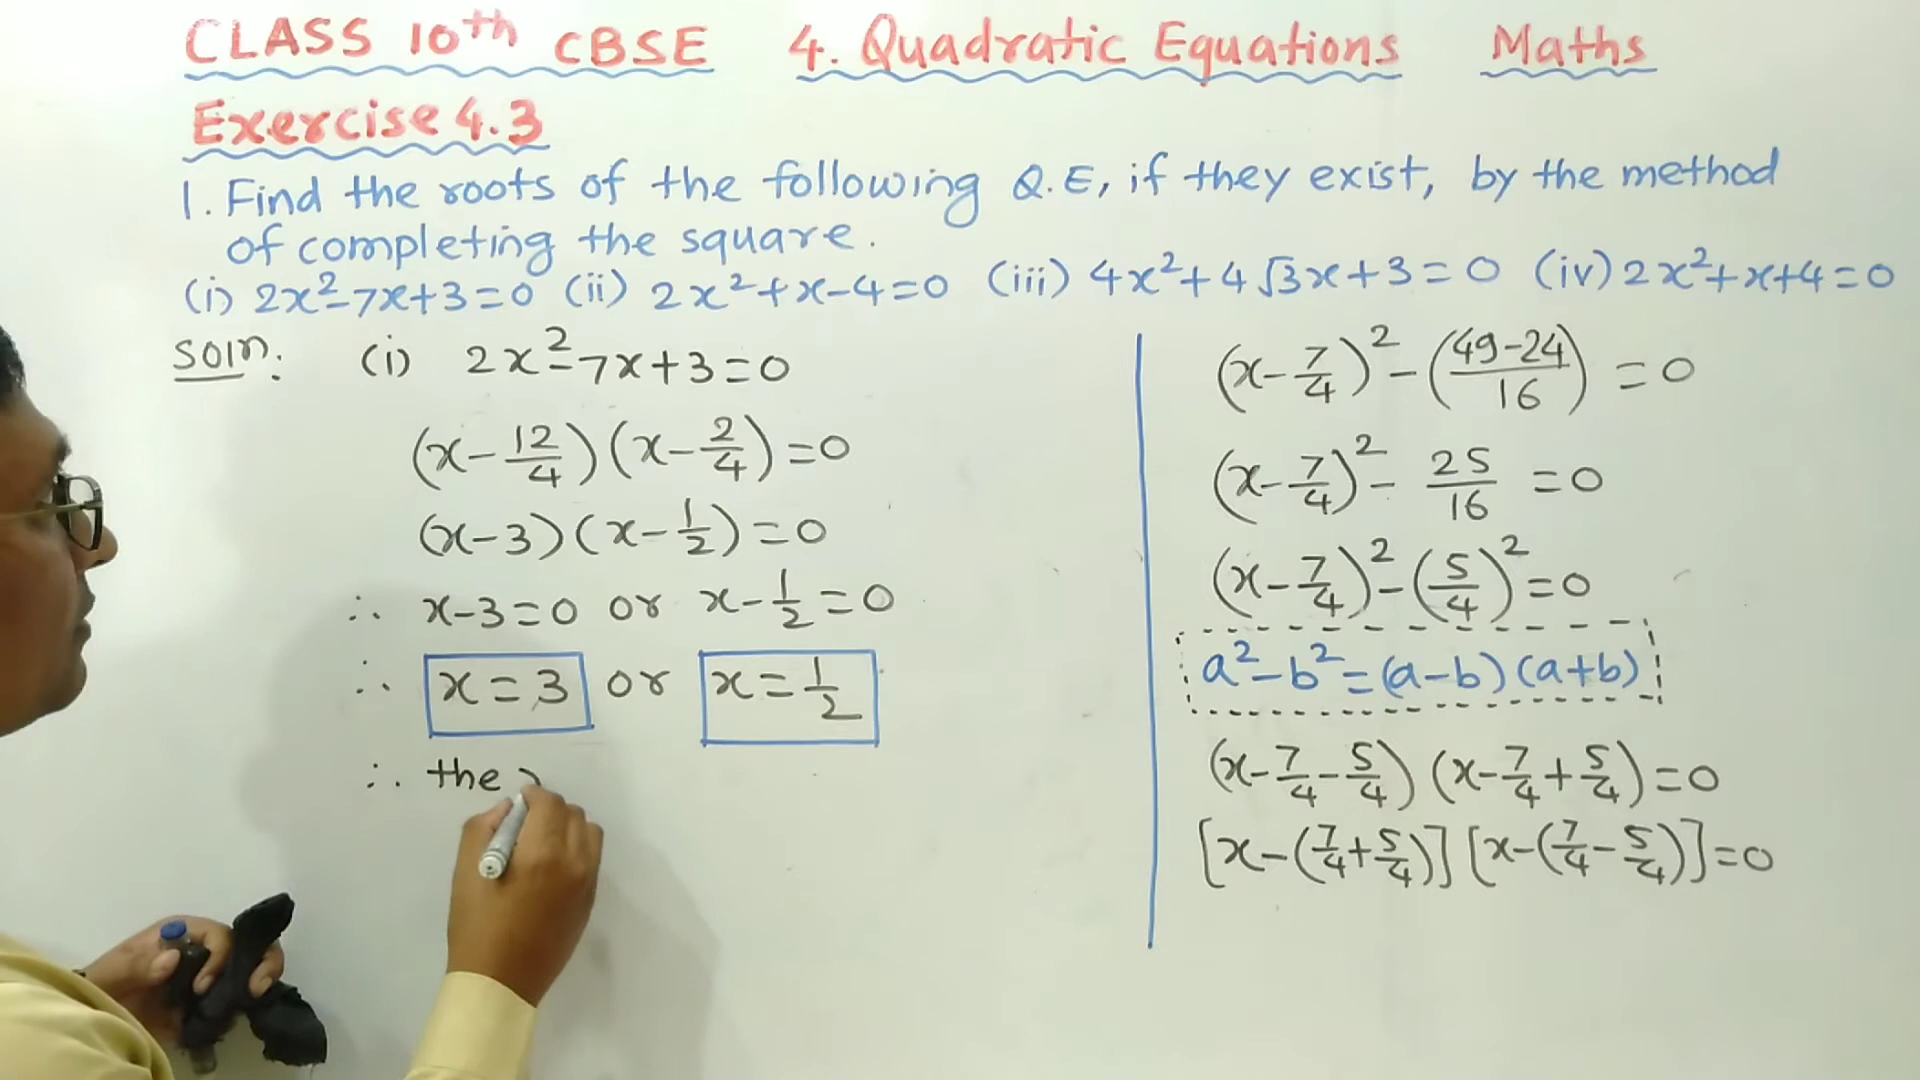 CLASS 10th CBSE 4. Quadratic Equations Maths
Exercise 4.3
1. Find the roots of the following Q.E, if they exist, by the method
of completing the square.
(i) 2x²-7x+3=0 (ii) 2x²+x-4=0 (iii) 4x²+4√3x+3=0 (iv) 2x²+x+4=0
Soln: (i) 2x²-7x+3=0
(x-12/4)(x-2/4)=0
(x-3)(x-1/2)=0
∴ x-3=0 or x-1/2=0
∴ x=3 or x=1/2
∴ the
(x-7/4)²-((49-24)/16)=0
(x-7/4)²-25/16=0
(x-7/4)²-(5/4)²=0
a²-b²=(a-b)(a+b)
(x-7/4-5/4)(x-7/4+5/4)=0
[x-(7/4+5/4)][x-(7/4-5/4)]=0